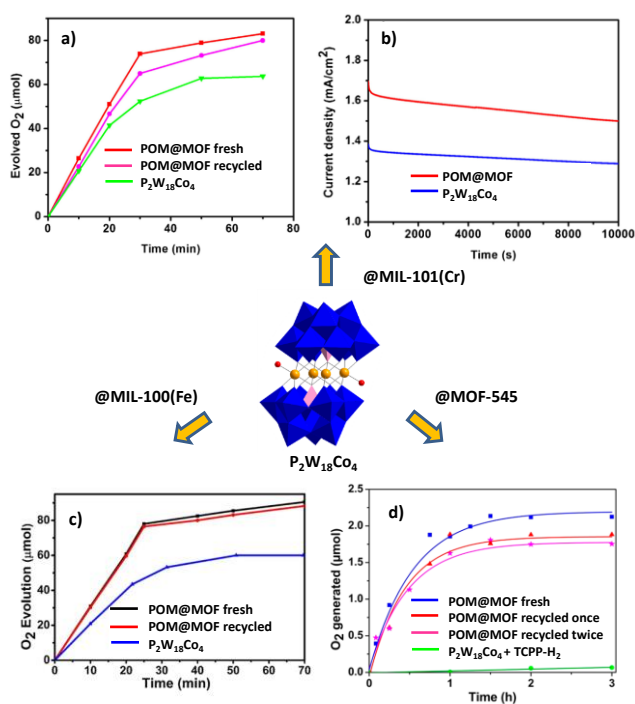 a)
Evolved O₂ (μmol)
80
60
40
20
0
POM@MOF fresh
POM@MOF recycled
P₂W₁₈Co₄
0 20 40 60 80
Time (min)
b)
Current density (mA/cm²)
2.0
1.8
1.6
1.4
1.2
1.0
POM@MOF
P₂W₁₈Co₄
0 2000 4000 6000 8000 10000
Time (s)
@MIL-101(Cr)
@MIL-100(Fe)
@MOF-545
P₂W₁₈Co₄
c)
O₂ Evolution (μmol)
80
60
40
20
0
POM@MOF fresh
POM@MOF recycled
P₂W₁₈Co₄
0 10 20 30 40 50 60 70
Time (min)
d)
O₂ generated (μmol)
2.5
2.0
1.5
1.0
0.5
0.0
POM@MOF fresh
POM@MOF recycled once
POM@MOF recycled twice
P₂W₁₈Co₄ + TCPP-H₂
0 1 2 3
Time (h)